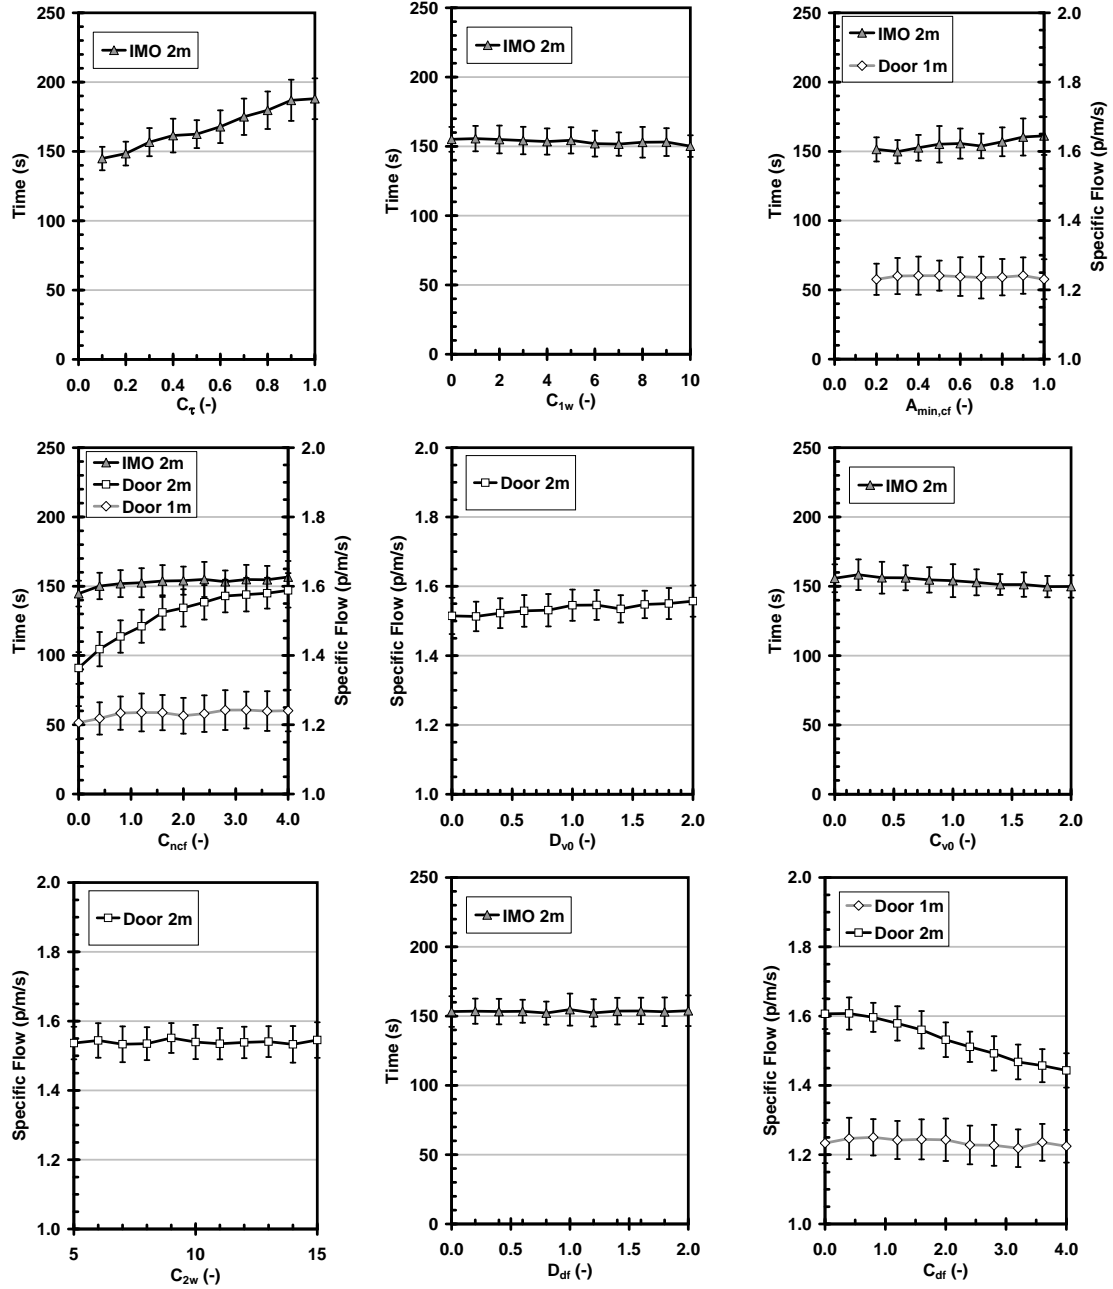 250
200
150
100
50
0
Time (s)
IMO 2m
0.0 0.2 0.4 0.6 0.8 1.0
Cτ (-)
250
200
150
100
50
0
Time (s)
IMO 2m
0 2 4 6 8 10
C1w (-)
250
200
150
100
50
0
Time (s)
IMO 2m
Door 1m
2.0
1.8
1.6
1.4
1.2
1.0
Specific Flow (p/m/s)
0.0 0.2 0.4 0.6 0.8 1.0
Amin,cf (-)
250
200
150
100
50
0
Time (s)
IMO 2m
Door 2m
Door 1m
2.0
1.8
1.6
1.4
1.2
1.0
Specific Flow (p/m/s)
0.0 1.0 2.0 3.0 4.0
Cncf (-)
2.0
1.8
1.6
1.4
1.2
1.0
Specific Flow (p/m/s)
Door 2m
0.0 0.5 1.0 1.5 2.0
Dv0 (-)
250
200
150
100
50
0
Time (s)
IMO 2m
0.0 0.5 1.0 1.5 2.0
Cv0 (-)
2.0
1.8
1.6
1.4
1.2
1.0
Specific Flow (p/m/s)
Door 2m
5 10 15
C2w (-)
250
200
150
100
50
0
Time (s)
IMO 2m
0.0 0.5 1.0 1.5 2.0
Ddf (-)
2.0
1.8
1.6
1.4
1.2
1.0
Specific Flow (p/m/s)
Door 1m
Door 2m
0.0 1.0 2.0 3.0 4.0
Cdf (-)